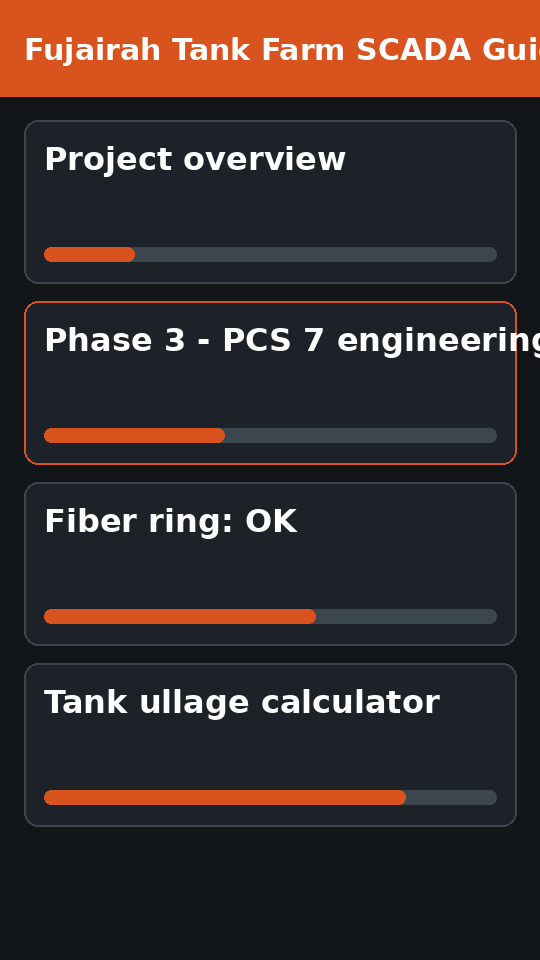 Fujairah Tank Farm SCADA Gui
Project overview
Phase 3 - PCS 7 engineering
Fiber ring: OK
Tank ullage calculator